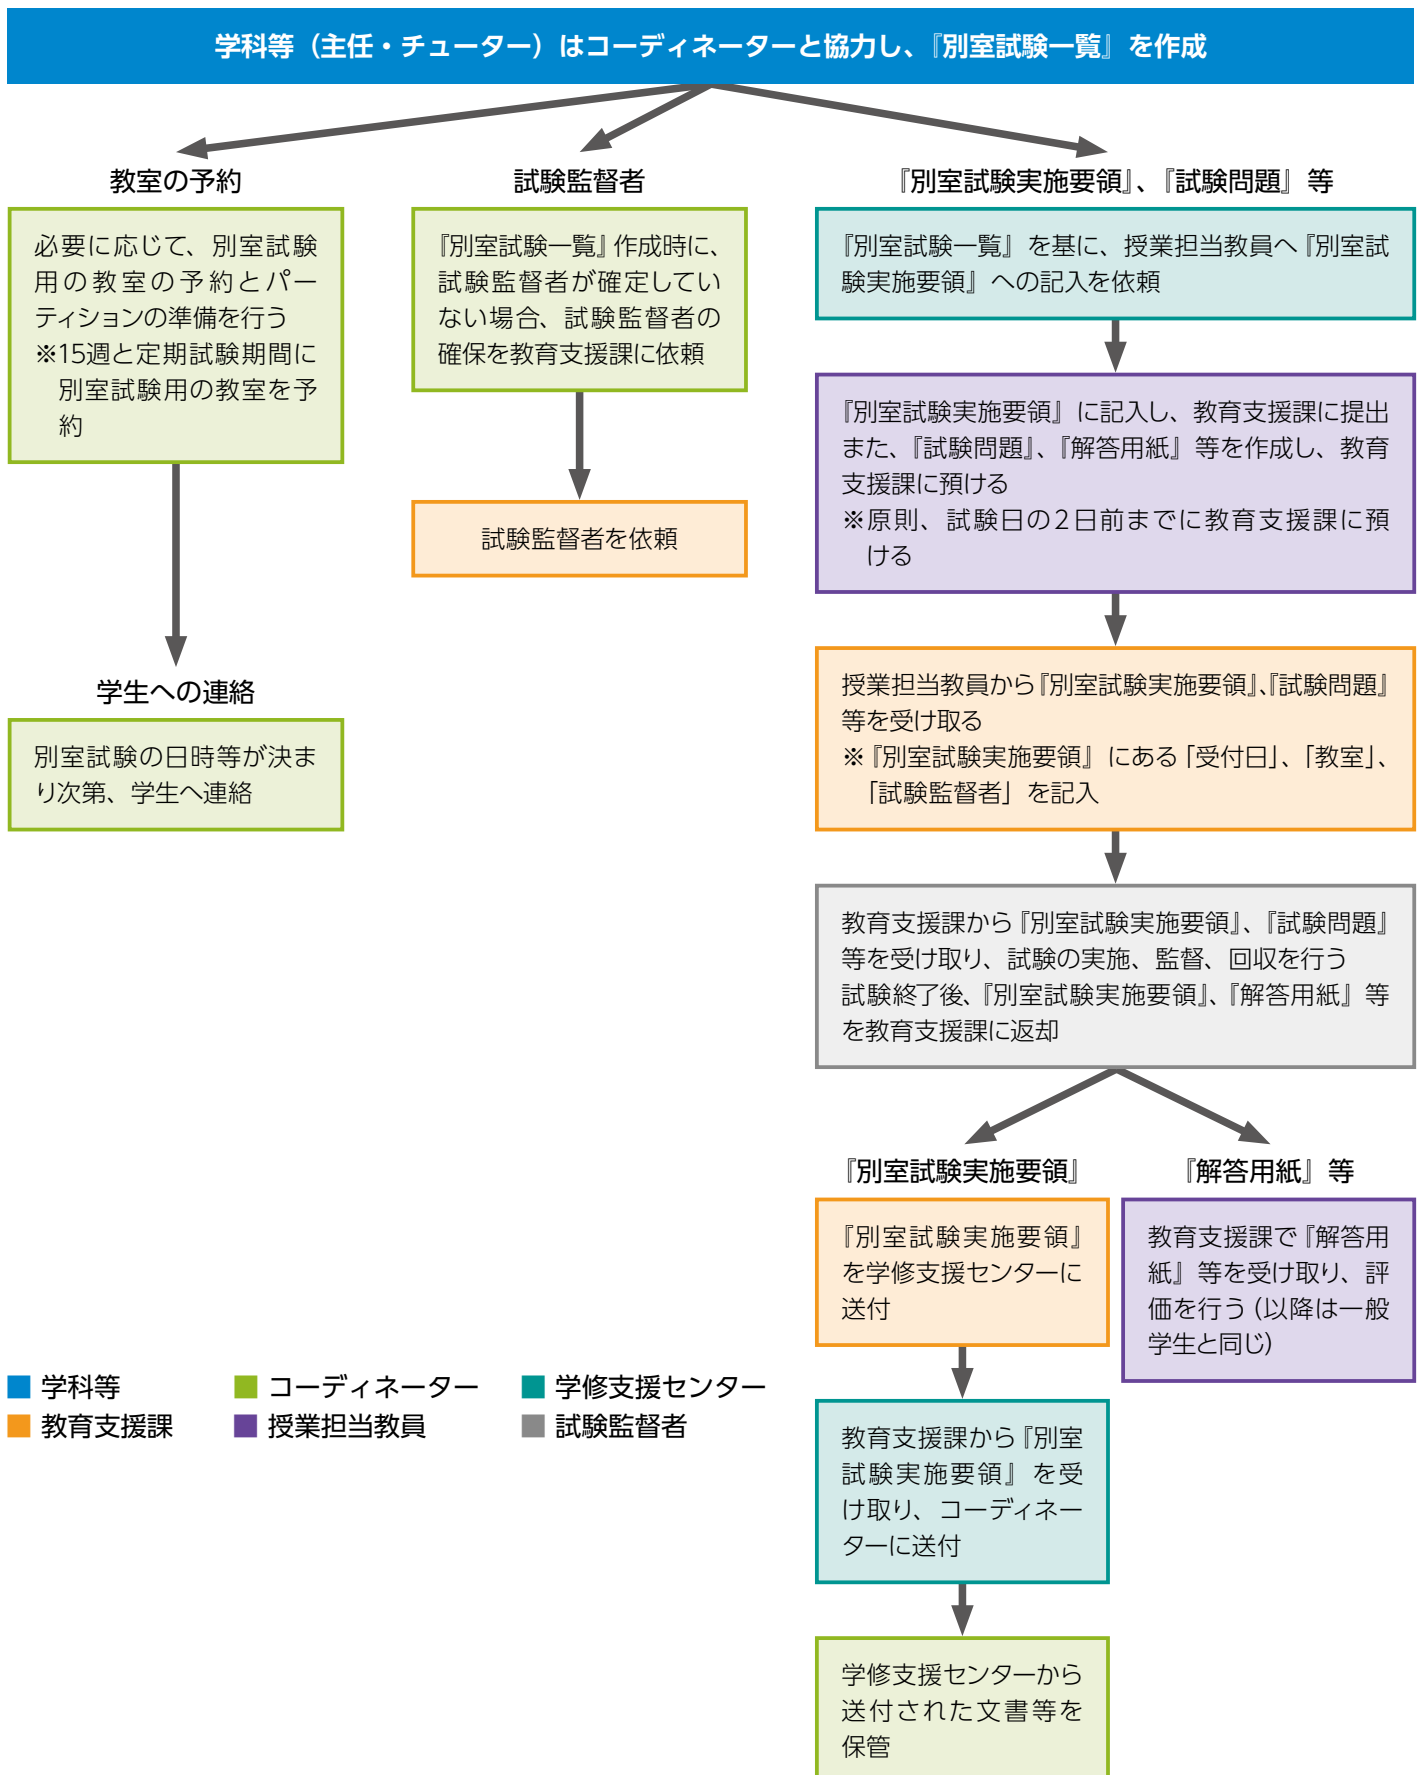 学科等（主任・チューター）はコーディネーターと協力し、『別室試験一覧』を作成
教室の予約
必要に応じて、別室試験
用の教室の予約とパー
ティションの準備を行う
※15週と定期試験期間に
別室試験用の教室を予
約
学生への連絡
別室試験の日時等が決ま
り次第、学生へ連絡
試験監督者
『別室試験一覧』作成時に、
試験監督者が確定してい
ない場合、試験監督者の
確保を教育支援課に依頼
試験監督者を依頼
『別室試験実施要領』、『試験問題』等
『別室試験一覧』を基に、授業担当教員へ『別室試
験実施要領』への記入を依頼
『別室試験実施要領』に記入し、教育支援課に提出
また、『試験問題』、『解答用紙』等を作成し、教育
支援課に預ける
※原則、試験日の2日前までに教育支援課に預
ける
授業担当教員から『別室試験実施要領』、『試験問題』
等を受け取る
※『別室試験実施要領』にある「受付日」、「教室」、
「試験監督者」を記入
教育支援課から『別室試験実施要領』、『試験問題』
等を受け取り、試験の実施、監督、回収を行う
試験終了後、『別室試験実施要領』、『解答用紙』等
を教育支援課に返却
『別室試験実施要領』
『別室試験実施要領』
を学修支援センターに
送付
教育支援課から『別室
試験実施要領』を受
け取り、コーディネー
ターに送付
学修支援センターから
送付された文書等を
保管
『解答用紙』等
教育支援課で『解答用
紙』等を受け取り、評
価を行う（以降は一般
学生と同じ）
学科等
コーディネーター
学修支援センター
教育支援課
授業担当教員
試験監督者